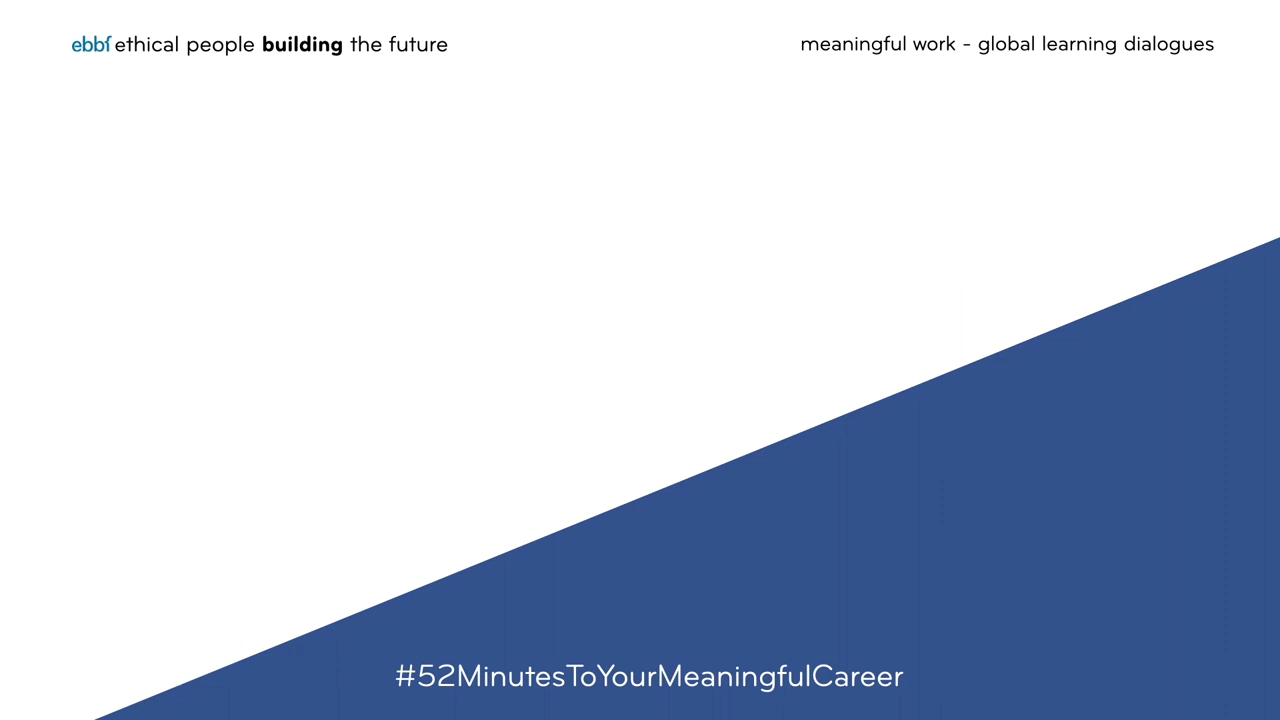 ebbf ethical people building the future
meaningful work - global learning dialogues
#52MinutesToYourMeaningfulCareer